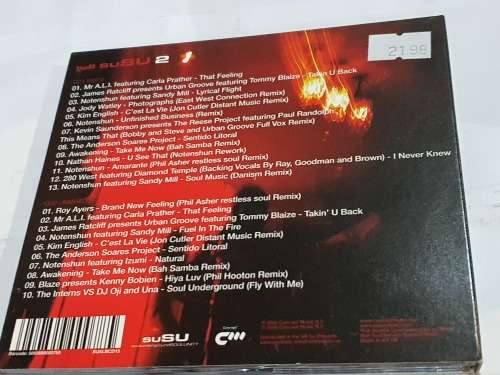 bali suSU 2
21.98
01. Mr A.L.I. featuring Carla Prather - That Feeling
02. James Ratcliff presents Urban Groove featuring Tommy Blaize - Takin U Back
03. Notenshun featuring Sandy Mill - Lyrical Flight
04. Jody Watley - Photographs (East West Connection Remix)
05. Kim English - C'est La Vie (Jon Cutler Distant Music Remix)
06. Notenshun - Unfinished Business (Remix)
07. Kevin Saunderson presents The Reese Project featuring Paul Randolph
This Means That (Bobby and Steve and Urban Groove Full Vox Remix)
08. The Anderson Soares Project - Sentido Litoral
09. Awakening - Take Me Now (Bah Samba Remix)
10. Nathan Haines - U See That (Notenshun Rework)
11. Notenshun - Amarante (Phil Asher restless soul Remix)
12. 280 West featuring Diamond Temple (Backing Vocals By Ray, Goodman and Brown) - I Never Knew
13. Notenshun featuring Sandy Mill - Soul Music (Danism Remix)
01. Roy Ayers - Brand New Feeling (Phil Asher restless soul Remix)
02. Mr A.L.I. featuring Carla Prather - That Feeling
03. James Ratcliff presents Urban Groove featuring Tommy Blaize - Takin' U Back
04. Notenshun featuring Sandy Mill - Fuel In The Fire
05. Kim English - C'est La Vie (Jon Cutler Distant Music Remix)
06. The Anderson Soares Project - Sentido Litoral
07. Notenshun featuring Izumi - Natural
08. Awakening - Take Me Now (Bah Samba Remix)
09. Blaze presents Kenny Bobien - Hiya Luv (Phil Hooton Remix)
10. The Interns VS DJ Oji and Una - Soul Underground (Fly With Me)
suSU
Concept
SUSUBCD15